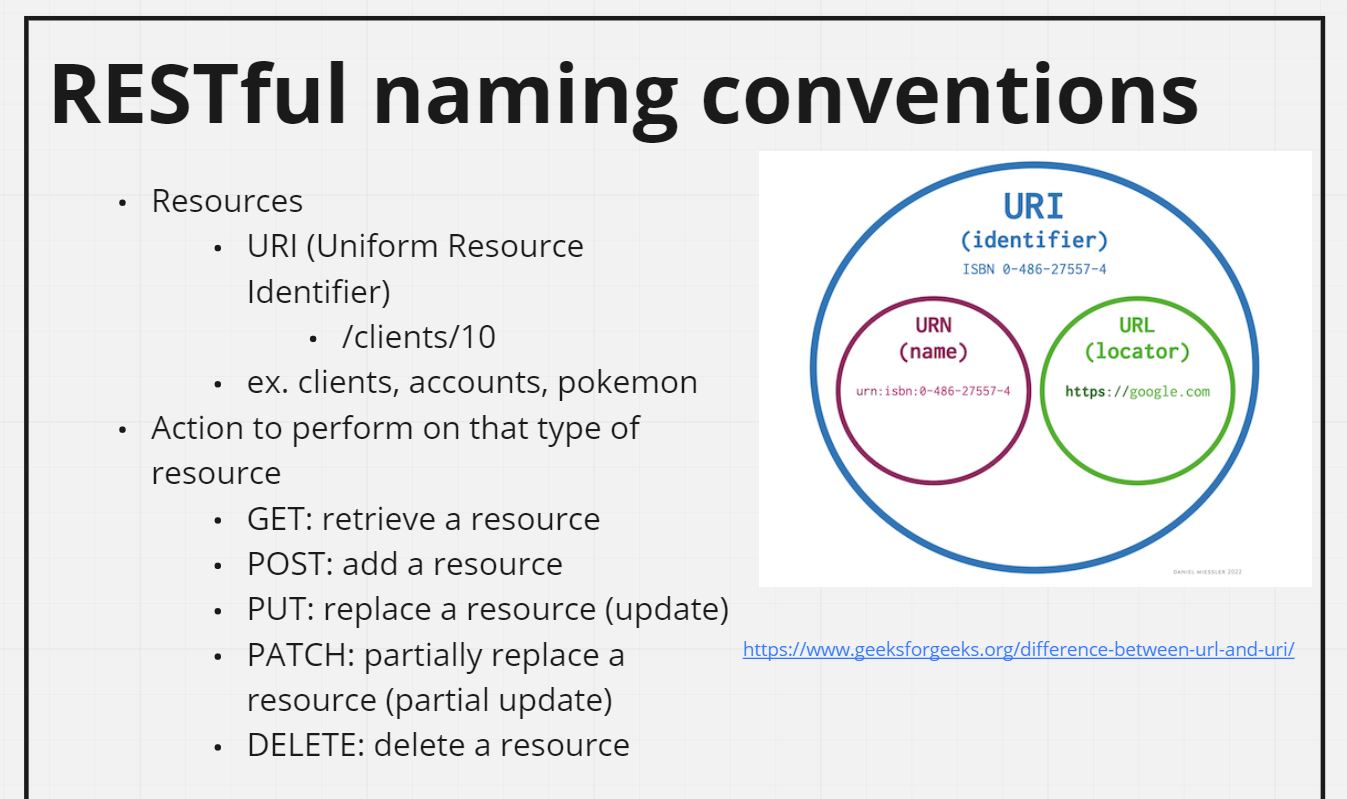 RESTful naming conventions
• Resources
• URI (Uniform Resource
Identifier)
• /clients/10
• ex. clients, accounts, pokemon
• Action to perform on that type of
resource
• GET: retrieve a resource
• POST: add a resource
• PUT: replace a resource (update)
• PATCH: partially replace a
resource (partial update)
• DELETE: delete a resource
URI
(identifier)
ISBN 0-486-27557-4
URN
(name)
urn:isbn:0-486-27557-4
URL
(locator)
https://google.com
DANIEL MIESSLER 2022
https://www.geeksforgeeks.org/difference-between-url-and-uri/